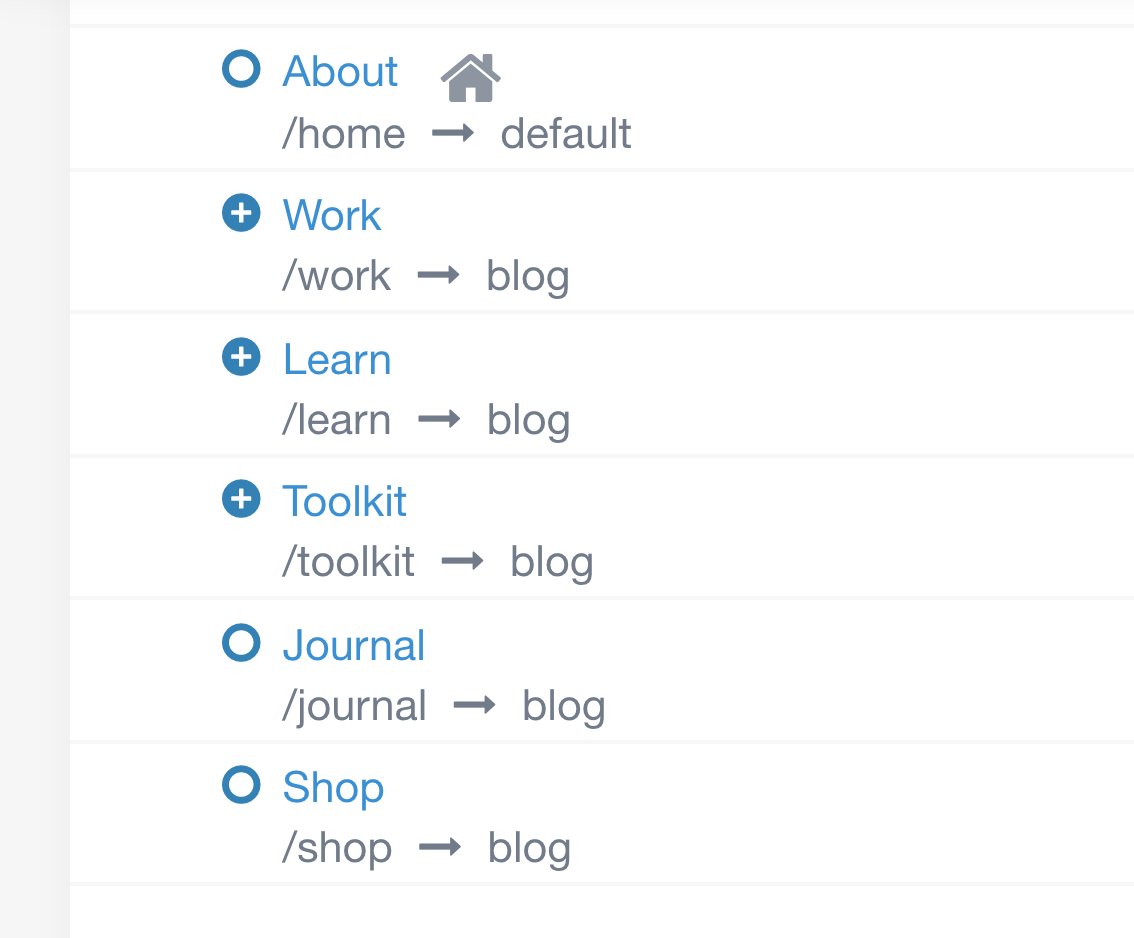 About
/home → default
Work
/work → blog
Learn
/learn → blog
Toolkit
/toolkit → blog
Journal
/journal → blog
Shop
/shop → blog